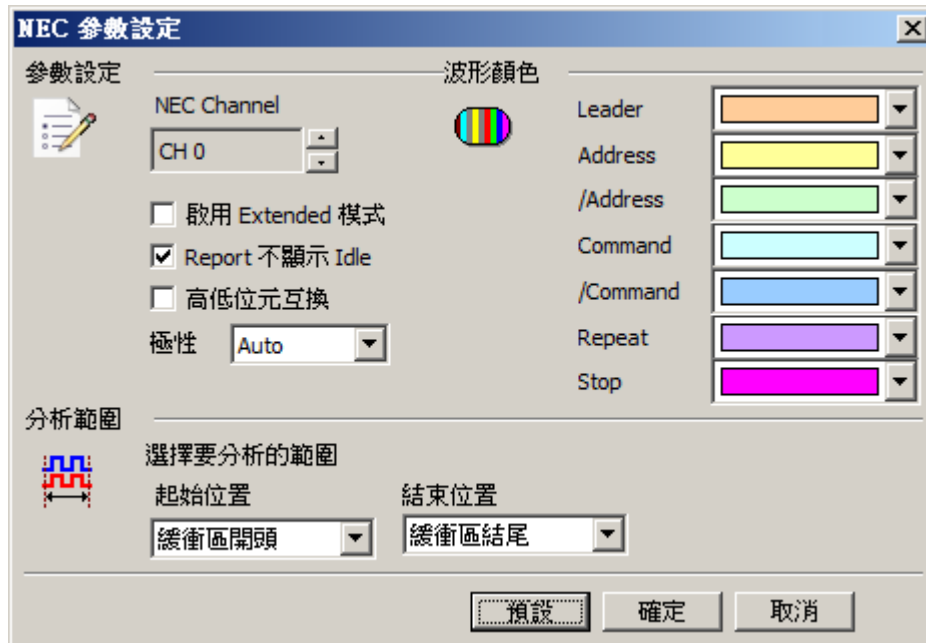 NEC 參數設定
參數設定
NEC Channel
CH 0
啟用 Extended 模式
Report 不顯示 Idle
高低位元互換
極性 Auto
波形顏色
Leader
Address
/Address
Command
/Command
Repeat
Stop
分析範圍
選擇要分析的範圍
起始位置 結束位置
緩衝區開頭 緩衝區結尾
預設 確定 取消